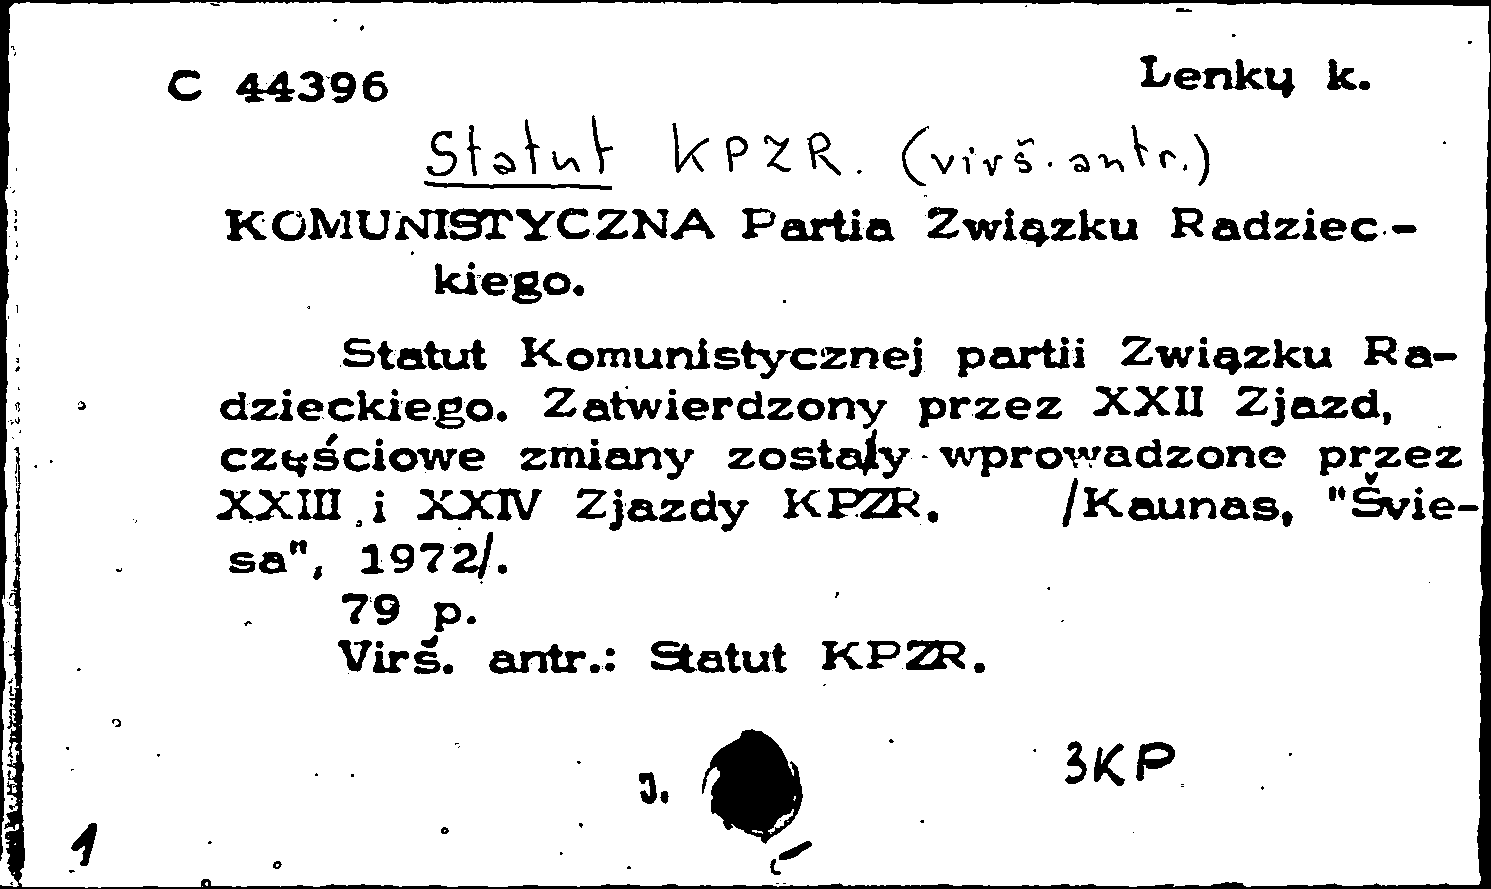 C 44396 Lenkų k.
Statut KPZR. (virš. antr.)
KOMUNISTYCZNA Partia Związku Radziec-
kiego.
Statut Komunistycznej partii Związku Ra-
dzieckiego. Zatwierdzony przez XXII Zjazd,
częściowe zmiany zostały wprowadzone przez
XXIII i XXIV Zjazdy KPZR. /Kaunas, "Švie-
sa", 1972/.
79 p.
Virš. antr.: Statut KPZR.
3KP
J.
1